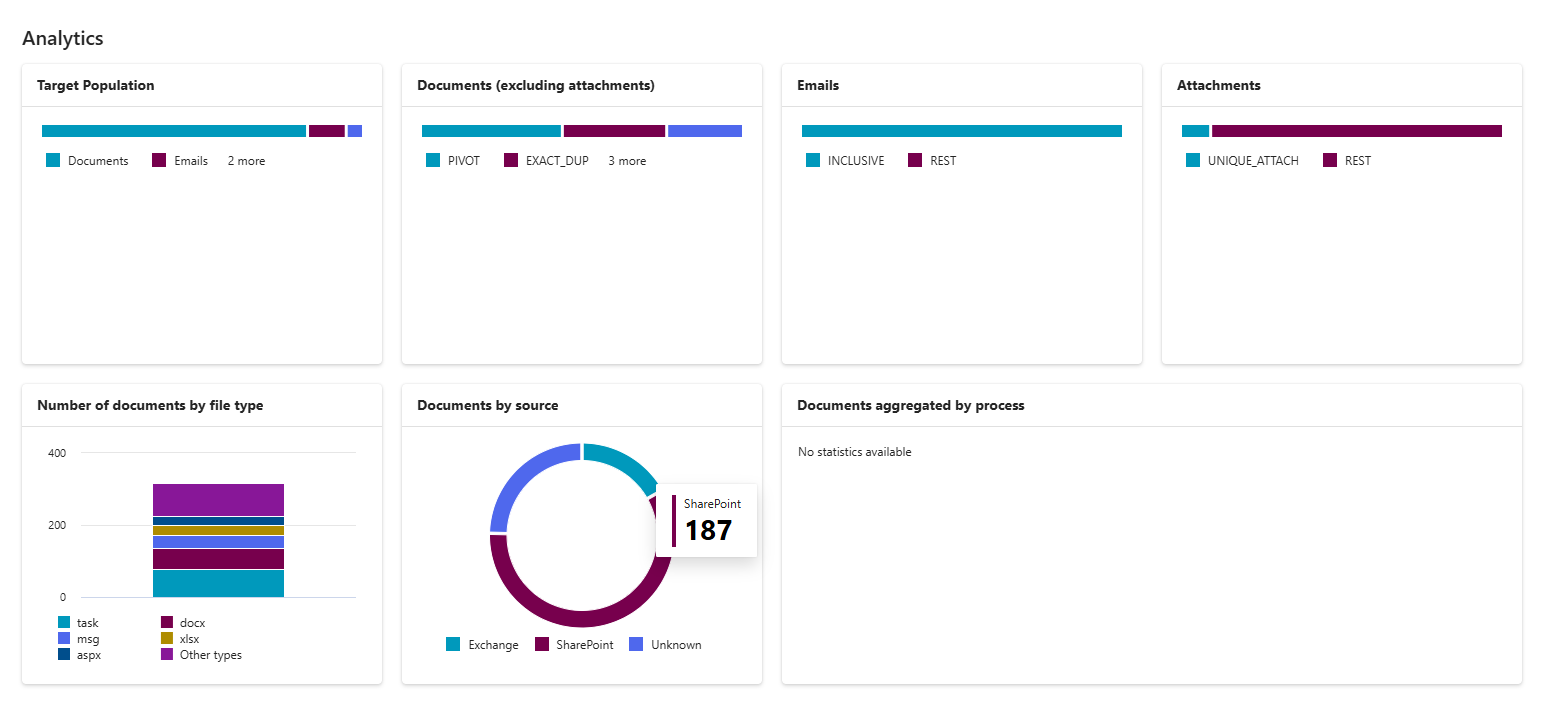 Analytics
Target Population
Documents
Emails
2 more
Documents (excluding attachments)
PIVOT
EXACT_DUP
3 more
Emails
INCLUSIVE
REST
Attachments
UNIQUE_ATTACH
REST
Number of documents by file type
400
200
0
task
docx
msg
xlsx
aspx
Other types
Documents by source
SharePoint
187
Exchange
SharePoint
Unknown
Documents aggregated by process
No statistics available